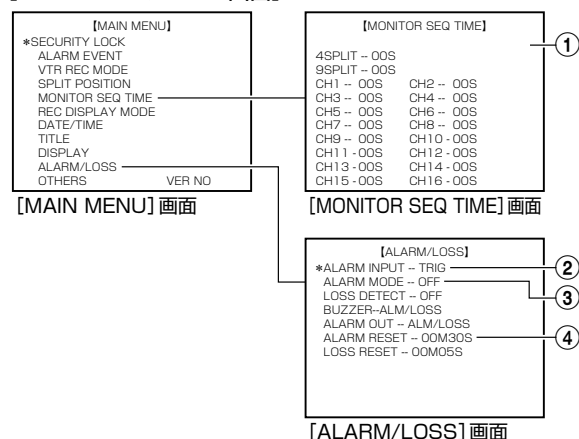 【MAIN MENU】
*SECURITY LOCK
ALARM EVENT
VTR REC MODE
SPLIT POSITION
MONITOR SEQ TIME
REC DISPLAY MODE
DATE/TIME
TITLE
DISPLAY
ALARM/LOSS
OTHERS VER NO
[MAIN MENU] 画面
【MONITOR SEQ TIME】
①
4SPLIT -- 00S
9SPLIT -- 00S
CH1 -- 00S CH2 -- 00S
CH3 -- 00S CH4 -- 00S
CH5 -- 00S CH6 -- 00S
CH7 -- 00S CH8 -- 00S
CH9 -- 00S CH10 - 00S
CH11 - 00S CH12 - 00S
CH13 - 00S CH14 - 00S
CH15 - 00S CH16 - 00S
[MONITOR SEQ TIME] 画面
【ALARM/LOSS】
*ALARM INPUT -- TRIG ②
ALARM MODE -- OFF ③
LOSS DETECT -- OFF
BUZZER--ALM/LOSS
ALARM OUT -- ALM/LOSS
ALARM RESET -- 00M30S ④
LOSS RESET -- 00M05S
[ALARM/LOSS] 画面